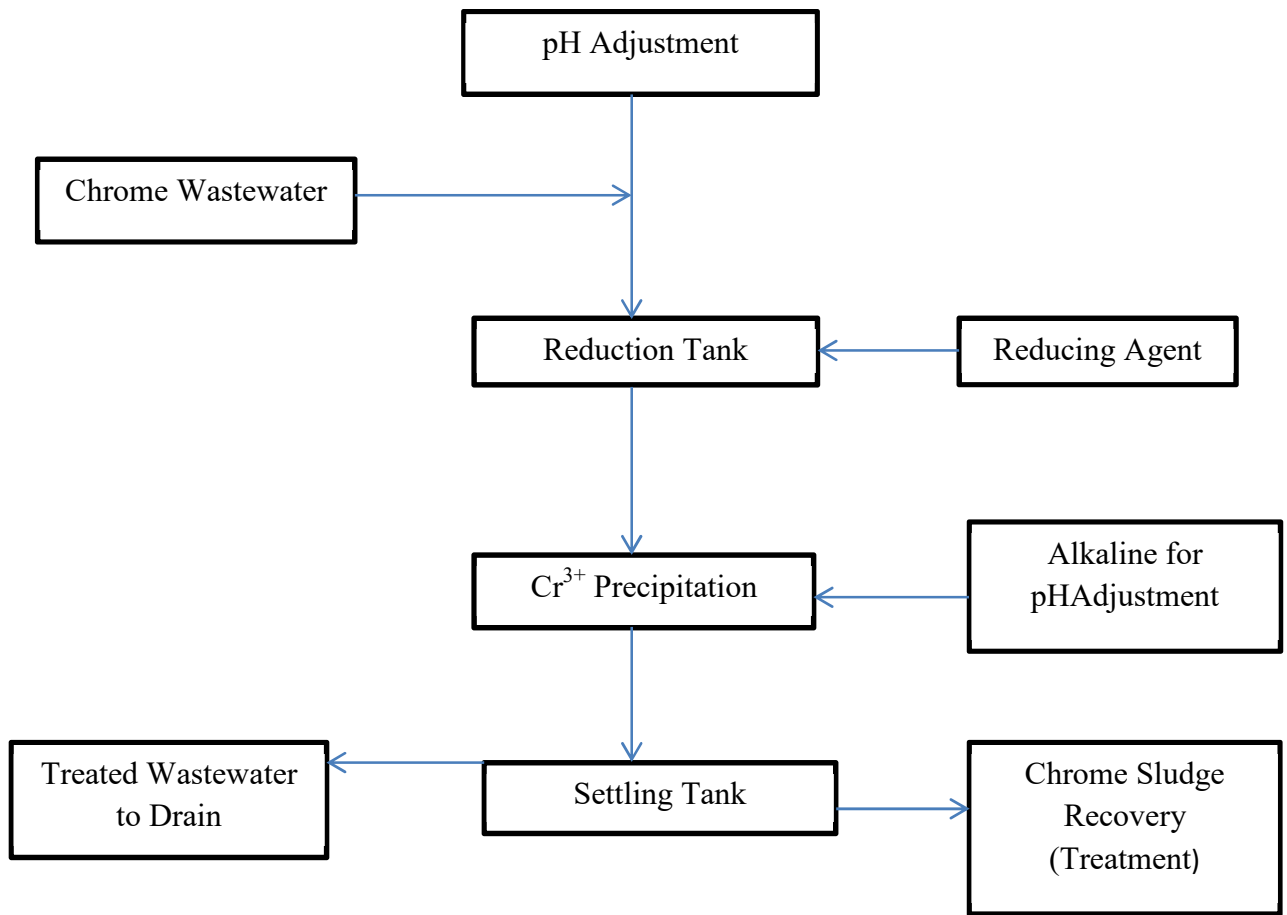 pH Adjustment
Chrome Wastewater
Reduction Tank
Reducing Agent
Cr³⁺ Precipitation
Alkaline for
pHAdjustment
Treated Wastewater
to Drain
Settling Tank
Chrome Sludge
Recovery
(Treatment)